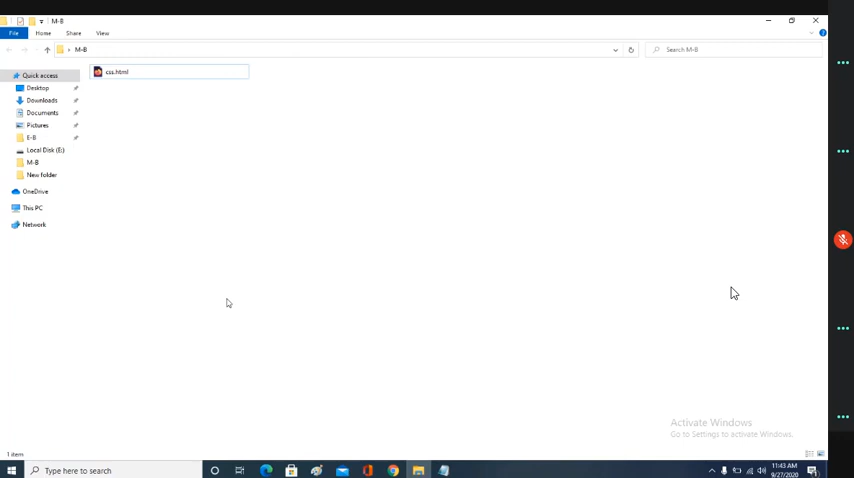 M-B
File Home Share View
M-B
Search M-B
Quick access
css.html
Desktop
Downloads
Documents
Pictures
E-B
Local Disk (E:)
M-B
New folder
OneDrive
This PC
Network
Activate Windows
Go to Settings to activate Windows.
1 item
Type here to search
11:43 AM
9/27/2020